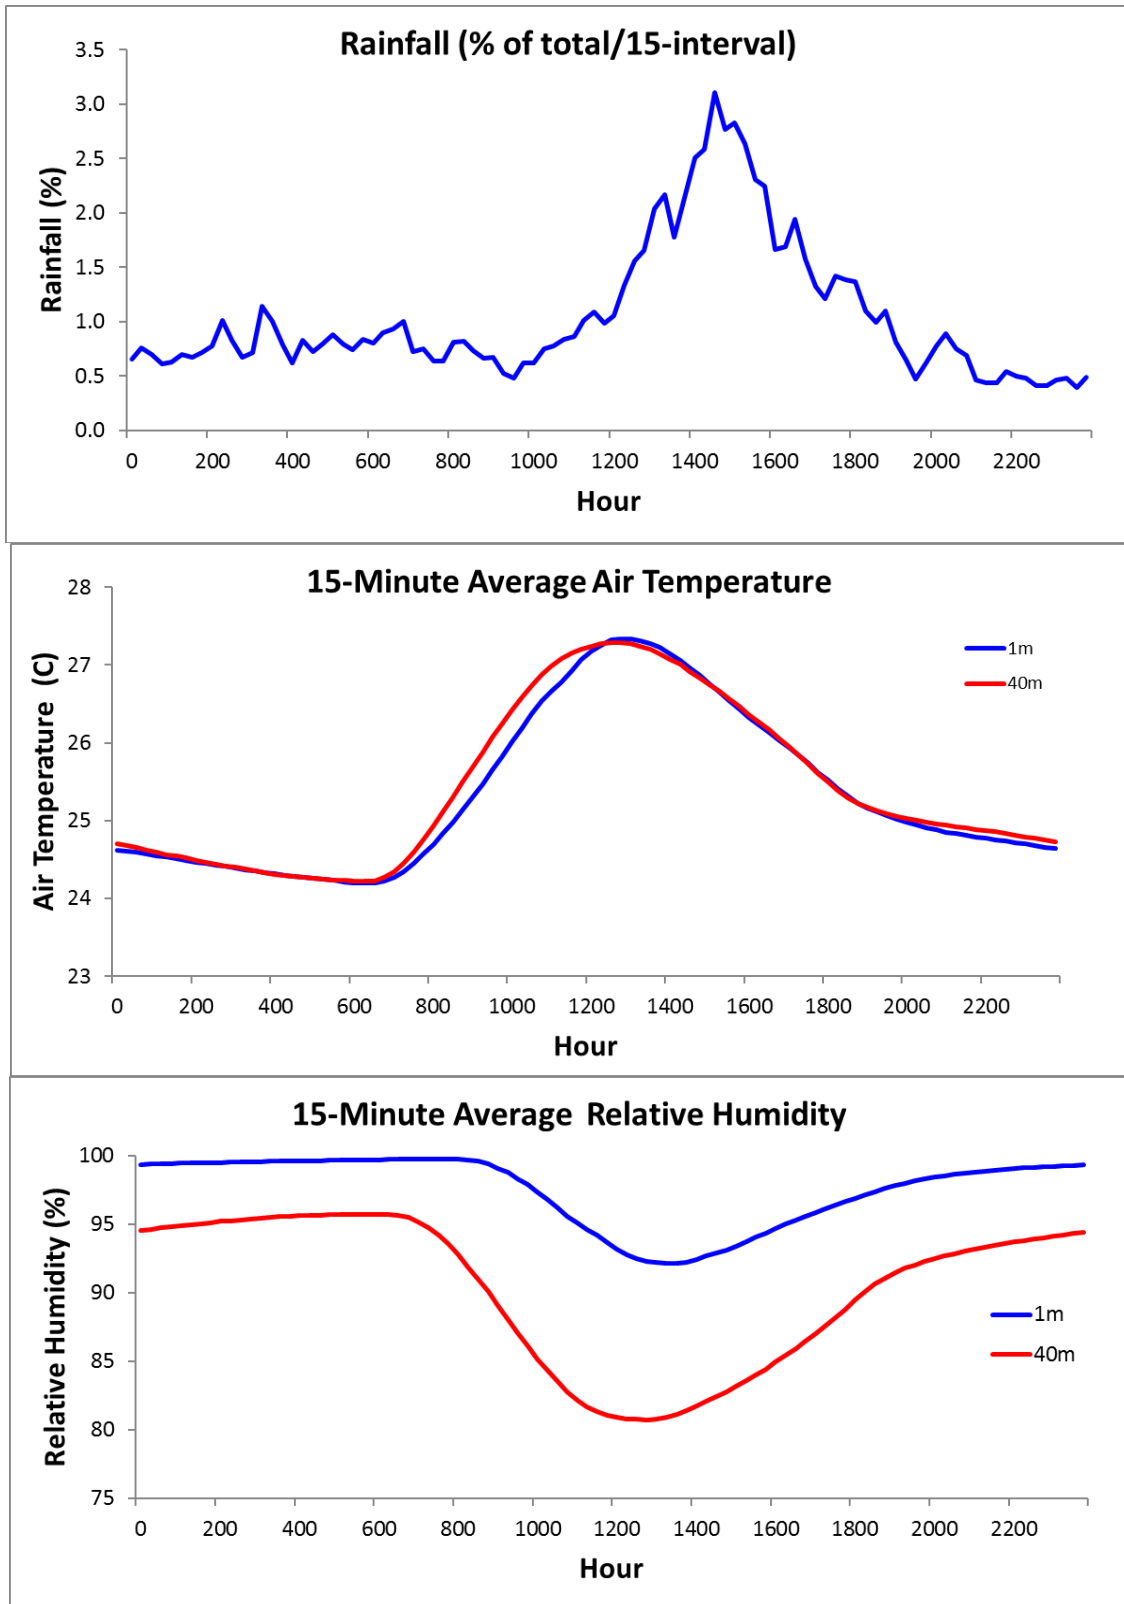 Rainfall (% of total/15-interval)
3.5
3.0
2.5
2.0
1.5
1.0
0.5
0.0
Rainfall (%)
0 200 400 600 800 1000 1200 1400 1600 1800 2000 2200
Hour
15-Minute Average Air Temperature
28
27
26
25
24
23
Air Temperature (C)
1m
40m
0 200 400 600 800 1000 1200 1400 1600 1800 2000 2200
Hour
15-Minute Average Relative Humidity
100
95
90
85
80
75
Relative Humidity (%)
1m
40m
0 200 400 600 800 1000 1200 1400 1600 1800 2000 2200
Hour